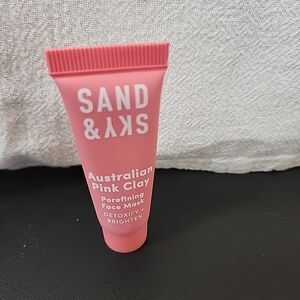 SAND
& SKY
Australian
Pink Clay
Porefining
Face Mask
DETOXIFY +
BRIGHTEN